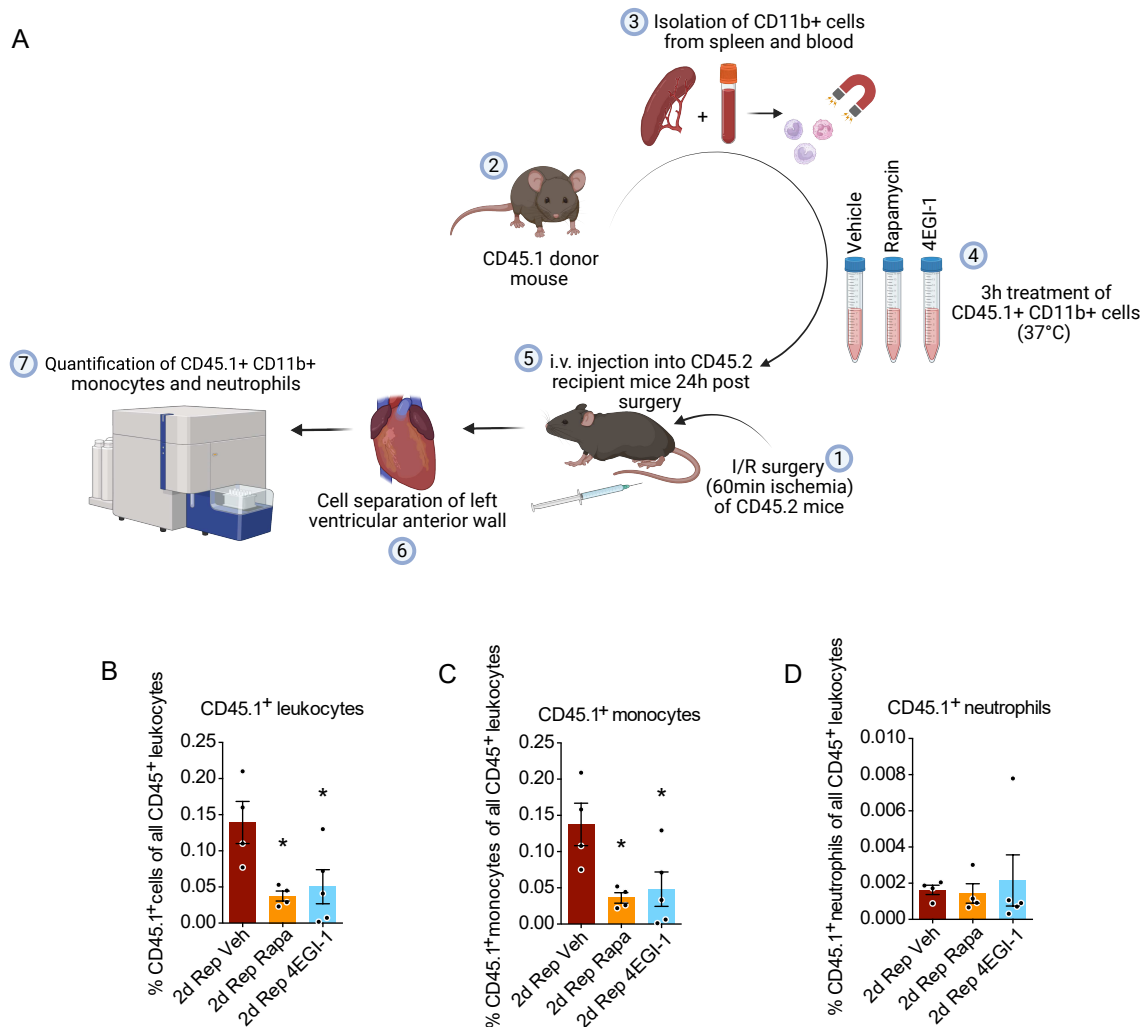 A
3 Isolation of CD11b+ cells
from spleen and blood
+
2
CD45.1 donor
mouse
Vehicle
Rapamycin
4EGI-1
4
3h treatment of
CD45.1+ CD11b+ cells
(37°C)
5 i.v. injection into CD45.2
recipient mice 24h post
surgery
1
I/R surgery
(60min ischemia)
of CD45.2 mice
Cell separation of left
ventricular anterior wall
6
7 Quantification of CD45.1+ CD11b+
monocytes and neutrophils
B
CD45.1⁺ leukocytes
% CD45.1⁺cells of all CD45⁺ leukocytes
0.25
0.20
0.15
0.10
0.05
0.00
*
*
2d Rep Veh
2d Rep Rapa
2d Rep 4EGI-1
C
CD45.1⁺ monocytes
% CD45.1⁺monocytes of all CD45⁺ leukocytes
0.25
0.20
0.15
0.10
0.05
0.00
*
*
2d Rep Veh
2d Rep Rapa
2d Rep 4EGI-1
D
CD45.1⁺ neutrophils
% CD45.1⁺neutrophils of all CD45⁺ leukocytes
0.010
0.008
0.006
0.004
0.002
0.000
2d Rep Veh
2d Rep Rapa
2d Rep 4EGI-1